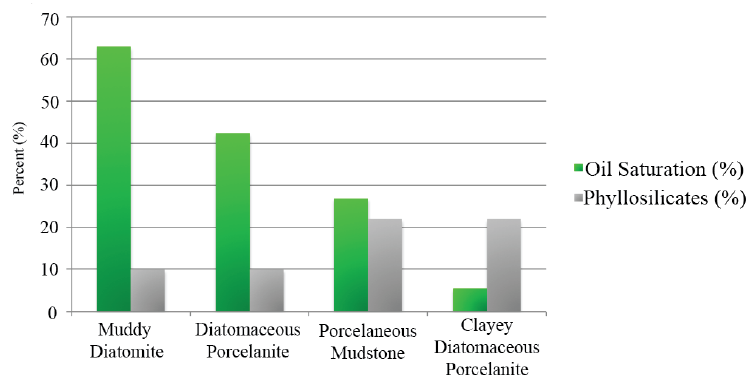 70
60
50
40
30
20
10
0
Percent (%)
Muddy
Diatomite
Diatomaceous
Porcelanite
Porcelaneous
Mudstone
Clayey
Diatomaceous
Porcelanite
Oil Saturation (%)
Phyllosilicates (%)